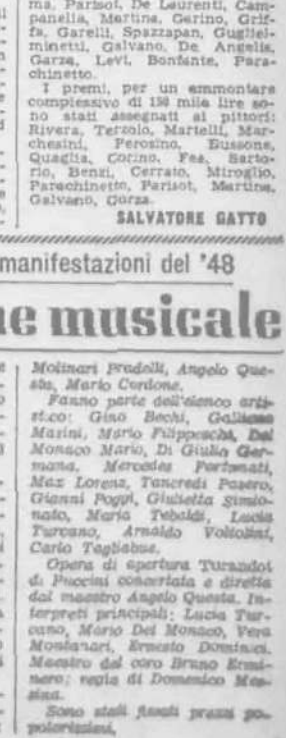 ma, Parisot, De Laurenti, Cam-
panella, Martina, Garino, Grif-
fa, Garelli, Spazzapan, Gugliel-
minetti, Galvano, De Angelis,
Garza, Levi, Bonfante, Para-
chinetto.
I premi, per un ammontare
complessivo di 150 mila lire so-
no stati assegnati ai pittori:
Rivera, Terzolo, Martelli, Mar-
chesini, Perosino, Bussone,
Quaglia, Corino, Fea, Sarto-
rio, Benzi, Cerrato, Miroglio,
Parachinetto, Parisot, Martina,
Galvano, Gorza.
SALVATORE GATTO
manifestazioni del '48
ne musicale
Molinari Pradelli, Angelo Que-
sta, Mario Cordone.
Fanno parte dell'elenco arti-
stico: Gino Bechi, Galliano
Masini, Mario Filippeschi, Del
Monaco Mario, Di Giulio Ger-
mana, Mercedes Fortunati,
Max Lorenz, Tancredi Pasero,
Gianni Poggi, Giulietta Simio-
nato, Maria Tebaldi, Lucia
Turcano, Arnaldo Voltolini,
Carlo Tagliabue.
Opera di apertura Turandot
di Puccini concertata e diretta
dal maestro Angelo Questa. In-
terpreti principali: Lucia Tur-
cano, Mario Del Monaco, Vera
Montanari, Ernesto Dominici.
Maestro del coro Bruno Ermi-
nero; regia di Domenico Mes-
sina.
Sono stati fissati prezzi po-
polarissimi.